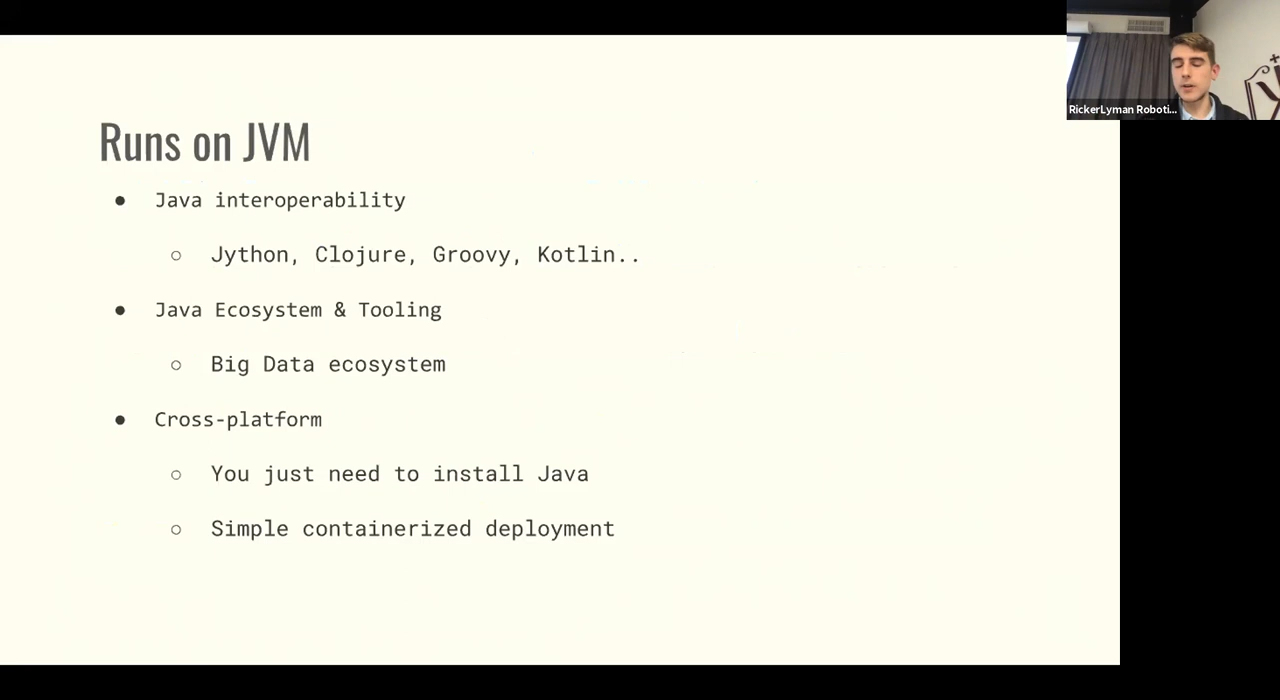 RickerLyman Roboti...
Runs on JVM
● Java interoperability
○ Jython, Clojure, Groovy, Kotlin..
● Java Ecosystem & Tooling
○ Big Data ecosystem
● Cross-platform
○ You just need to install Java
○ Simple containerized deployment